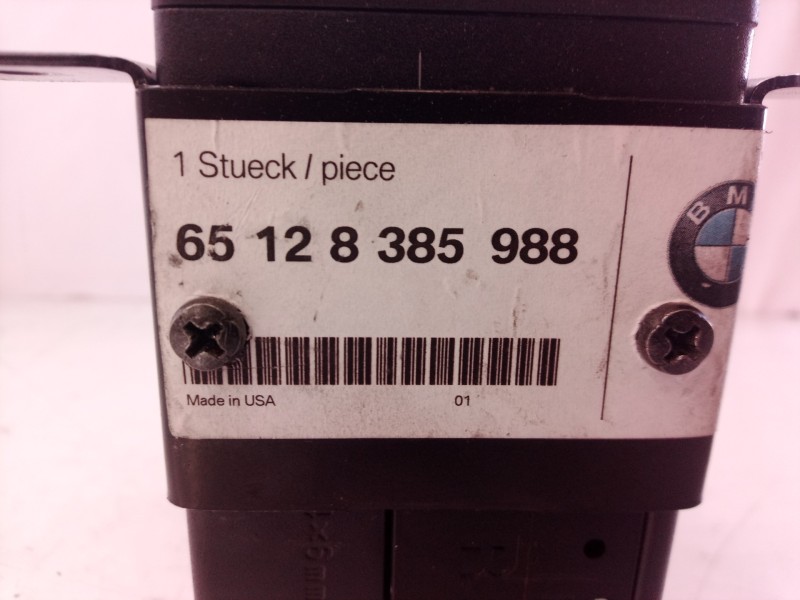 1 Stueck / piece
B M
65 12 8 385 988
Made in USA 01